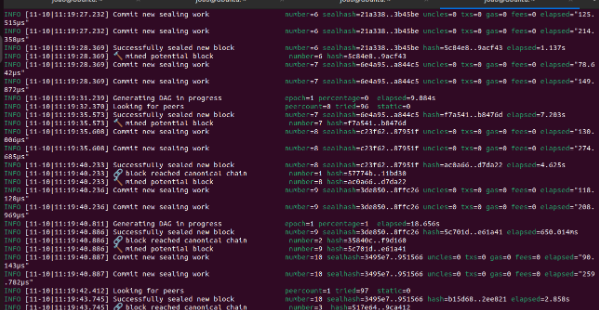 INFO [11-10|11:19:27.232] Commit new sealing work number=6 sealhash=21a338..3b45be uncles=0 txs=0 gas=0 fees=0 elapsed="125.
515µs"
INFO [11-10|11:19:27.232] Commit new sealing work number=6 sealhash=21a338..3b45be uncles=0 txs=0 gas=0 fees=0 elapsed="214.
358µs"
INFO [11-10|11:19:28.369] Successfully sealed new block number=6 sealhash=21a338..3b45be hash=5c84e8..9acf43 elapsed=1.137s
INFO [11-10|11:19:28.369] 🔨 mined potential block number=6 hash=5c84e8..9acf43
INFO [11-10|11:19:28.369] Commit new sealing work number=7 sealhash=6e4a95..a844c5 uncles=0 txs=0 gas=0 fees=0 elapsed="78.6
42µs"
INFO [11-10|11:19:28.369] Commit new sealing work number=7 sealhash=6e4a95..a844c5 uncles=0 txs=0 gas=0 fees=0 elapsed="149.
872µs"
INFO [11-10|11:19:31.239] Generating DAG in progress epoch=1 percentage=0 elapsed=9.884s
INFO [11-10|11:19:32.370] Looking for peers peercount=0 tried=96 static=0
INFO [11-10|11:19:35.573] Successfully sealed new block number=7 sealhash=6e4a95..a844c5 hash=f7a541..b8476d elapsed=7.203s
INFO [11-10|11:19:35.573] 🔨 mined potential block number=7 hash=f7a541..b8476d
INFO [11-10|11:19:35.608] Commit new sealing work number=8 sealhash=c23f62..8795if uncles=0 txs=0 gas=0 fees=0 elapsed="130.
006µs"
INFO [11-10|11:19:35.608] Commit new sealing work number=8 sealhash=c23f62..8795if uncles=0 txs=0 gas=0 fees=0 elapsed="274.
685µs"
INFO [11-10|11:19:40.233] Successfully sealed new block number=8 sealhash=c23f62..8795if hash=ac0a66..d7da22 elapsed=4.625s
INFO [11-10|11:19:40.233] 🔗 block reached canonical chain number=1 hash=57774b..
INFO [11-10|11:19:40.233] 🔨 mined potential block number=8 hash=ac0a66..d7da22
INFO [11-10|11:19:40.236] Commit new sealing work number=9 sealhash=3de850..8ffc26 uncles=0 txs=0 gas=0 fees=0 elapsed="118.
128µs"
INFO [11-10|11:19:40.236] Commit new sealing work number=9 sealhash=3de850..8ffc26 uncles=0 txs=0 gas=0 fees=0 elapsed="208.
969µs"
INFO [11-10|11:19:40.811] Generating DAG in progress epoch=1 percentage=1 elapsed=18.656s
INFO [11-10|11:19:40.886] Successfully sealed new block number=9 sealhash=3de850..8ffc26 hash=5c701d..e61a41 elapsed=650.014ms
INFO [11-10|11:19:40.886] 🔗 block reached canonical chain number=2 hash=35840c..f9d168
INFO [11-10|11:19:40.886] 🔨 mined potential block number=9 hash=5c701d..e61a41
INFO [11-10|11:19:40.887] Commit new sealing work number=10 sealhash=3495e7..951566 uncles=0 txs=0 gas=0 fees=0 elapsed="90.
143µs"
INFO [11-10|11:19:40.887] Commit new sealing work number=10 sealhash=3495e7..951566 uncles=0 txs=0 gas=0 fees=0 elapsed="259
.762µs"
INFO [11-10|11:19:42.412] Looking for peers peercount=1 tried=97 static=0
INFO [11-10|11:19:43.745] Successfully sealed new block number=10 sealhash=3495e7..951566 hash=b15d68..2ee821 elapsed=2.858s
INFO [11-10|11:19:43.745] 🔗 block reached canonical chain number=3 hash=517e64..9ca412